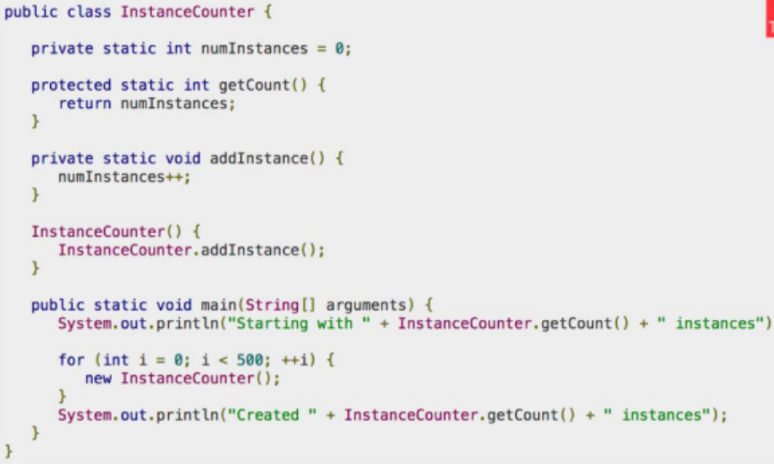 public class InstanceCounter {
private static int numInstances = 0;
protected static int getCount() {
return numInstances;
}
private static void addInstance() {
numInstances++;
}
InstanceCounter() {
InstanceCounter.addInstance();
}
public static void main(String[] arguments) {
System.out.println("Starting with " + InstanceCounter.getCount() + " instances")
for (int i = 0; i < 500; ++i) {
new InstanceCounter();
}
System.out.println("Created " + InstanceCounter.getCount() + " instances");
}
}